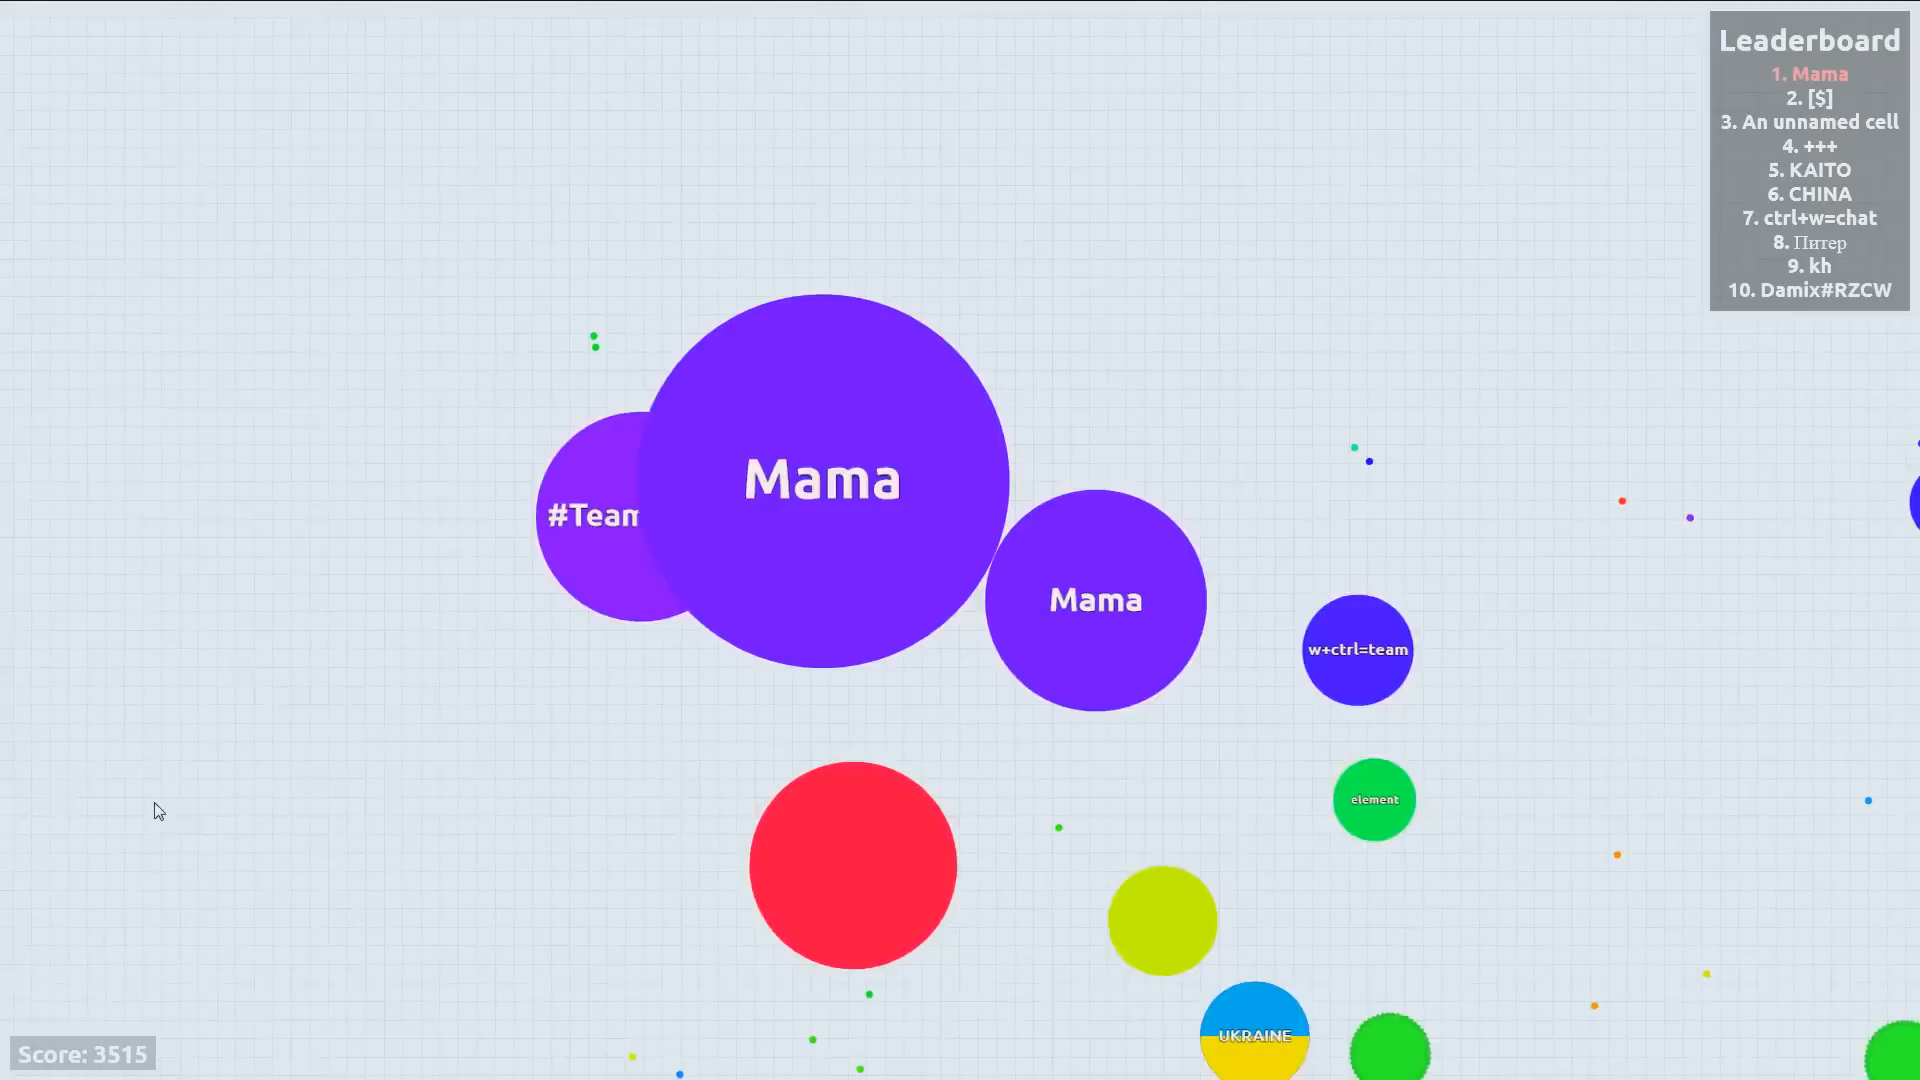 Leaderboard
1. Mama
2. [$]
3. An unnamed cell
4. +++
5. KAITO
6. CHINA
7. ctrl+w=chat
8. Питер
9. kh
10. Damix#RZCW
Mama
#Team
Mama
w+ctrl=team
element
UKRAINE
Score: 3515